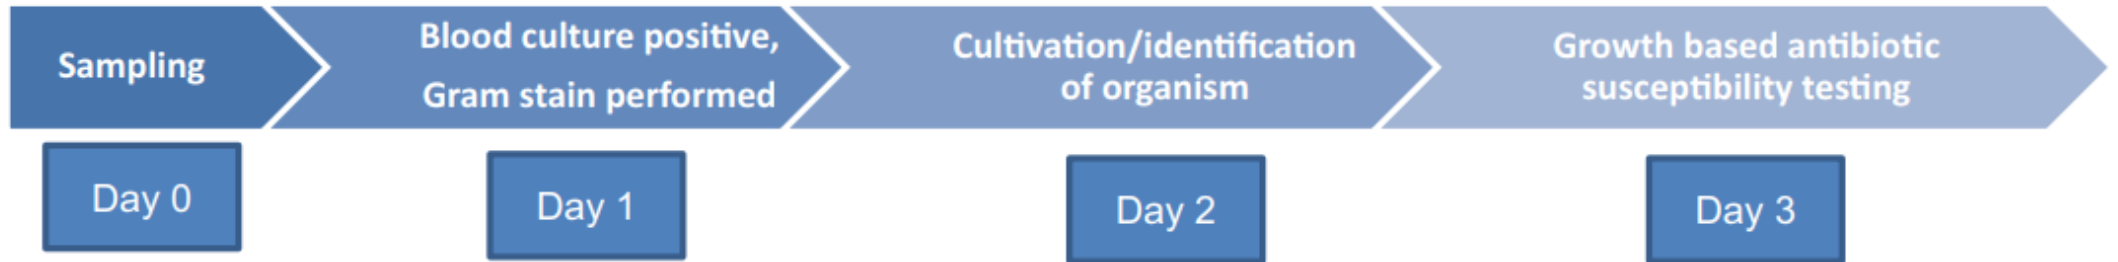 Sampling
Blood culture positive,
Gram stain performed
Cultivation/identification
of organism
Growth based antibiotic
susceptibility testing
Day 0
Day 1
Day 2
Day 3